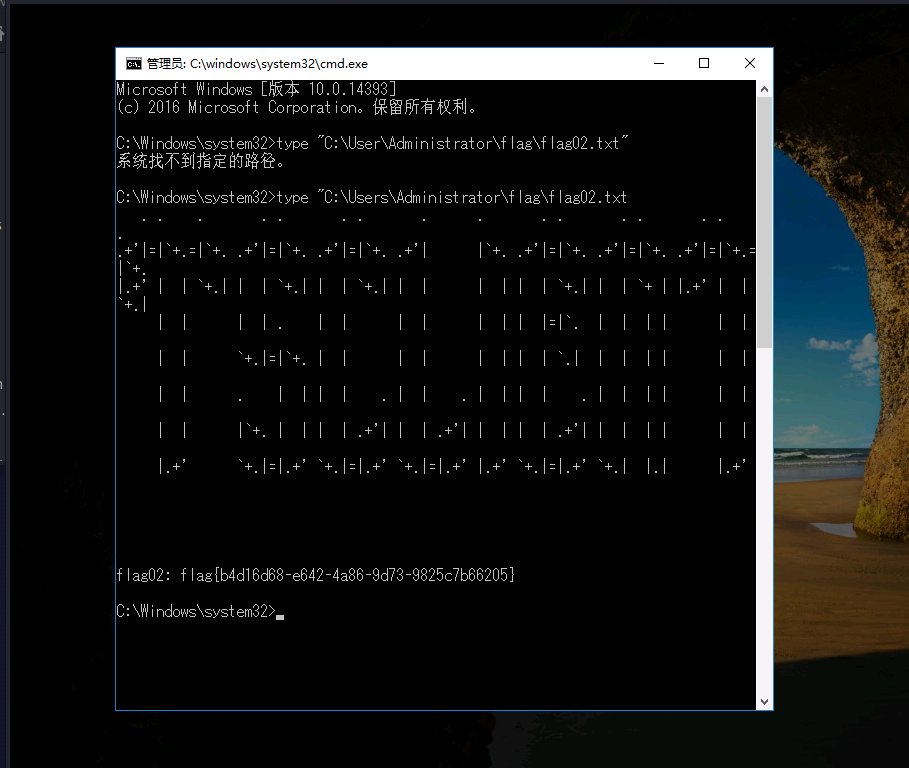 管理员: C:\windows\system32\cmd.exe
Microsoft Windows [版本 10.0.14393]
(c) 2016 Microsoft Corporation。保留所有权利。
C:\Windows\system32>type "C:\User\Administrator\flag\flag02.txt"
系统找不到指定的路径。
C:\Windows\system32>type "C:\Users\Administrator\flag\flag02.txt
flag02: flag{b4d16d68-e642-4a86-9d73-9825c7b66205}
C:\Windows\system32>